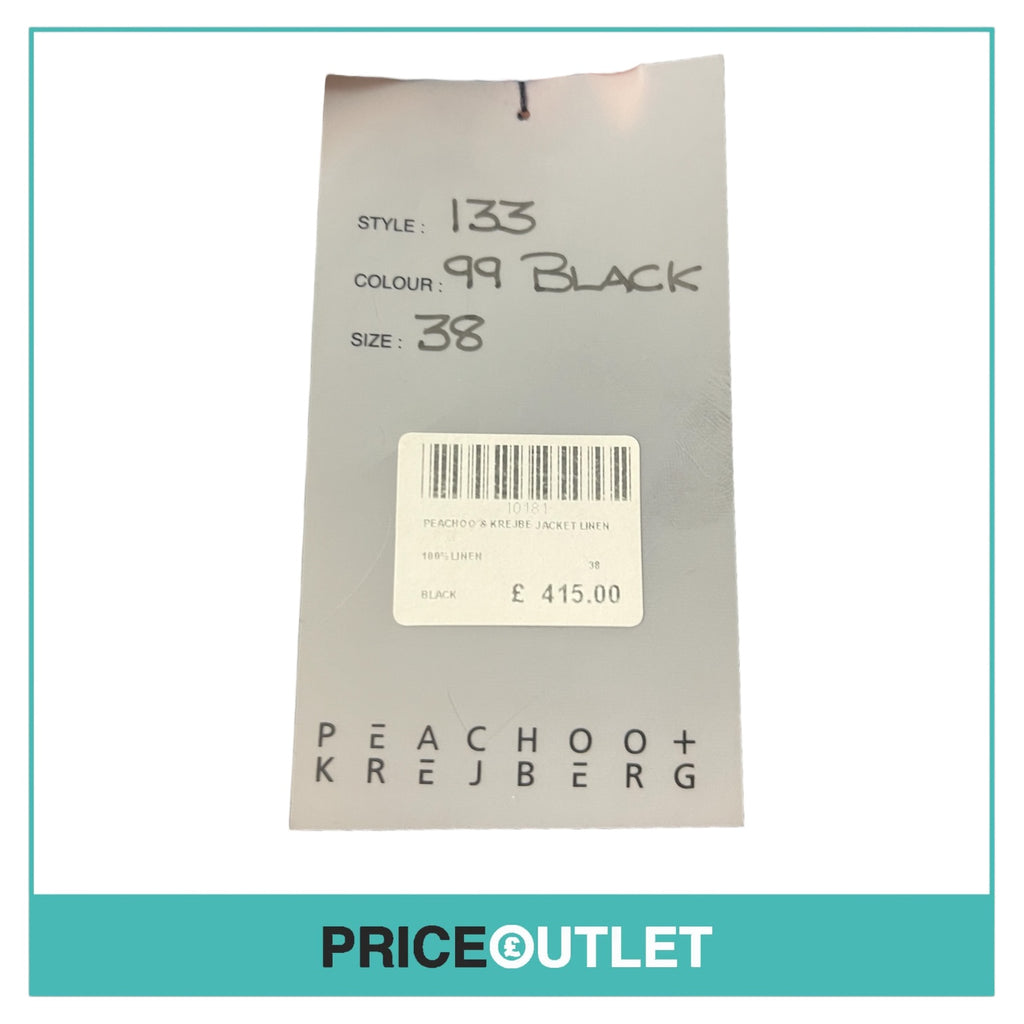 STYLE: 133
COLOUR: 99 BLACK
SIZE: 38
10181
PEACHOO & KREJBE JACKET LINEN
100% LINEN
38
BLACK £ 415.00
PEACHOO+
KREJBERG
PRICEOUTLET